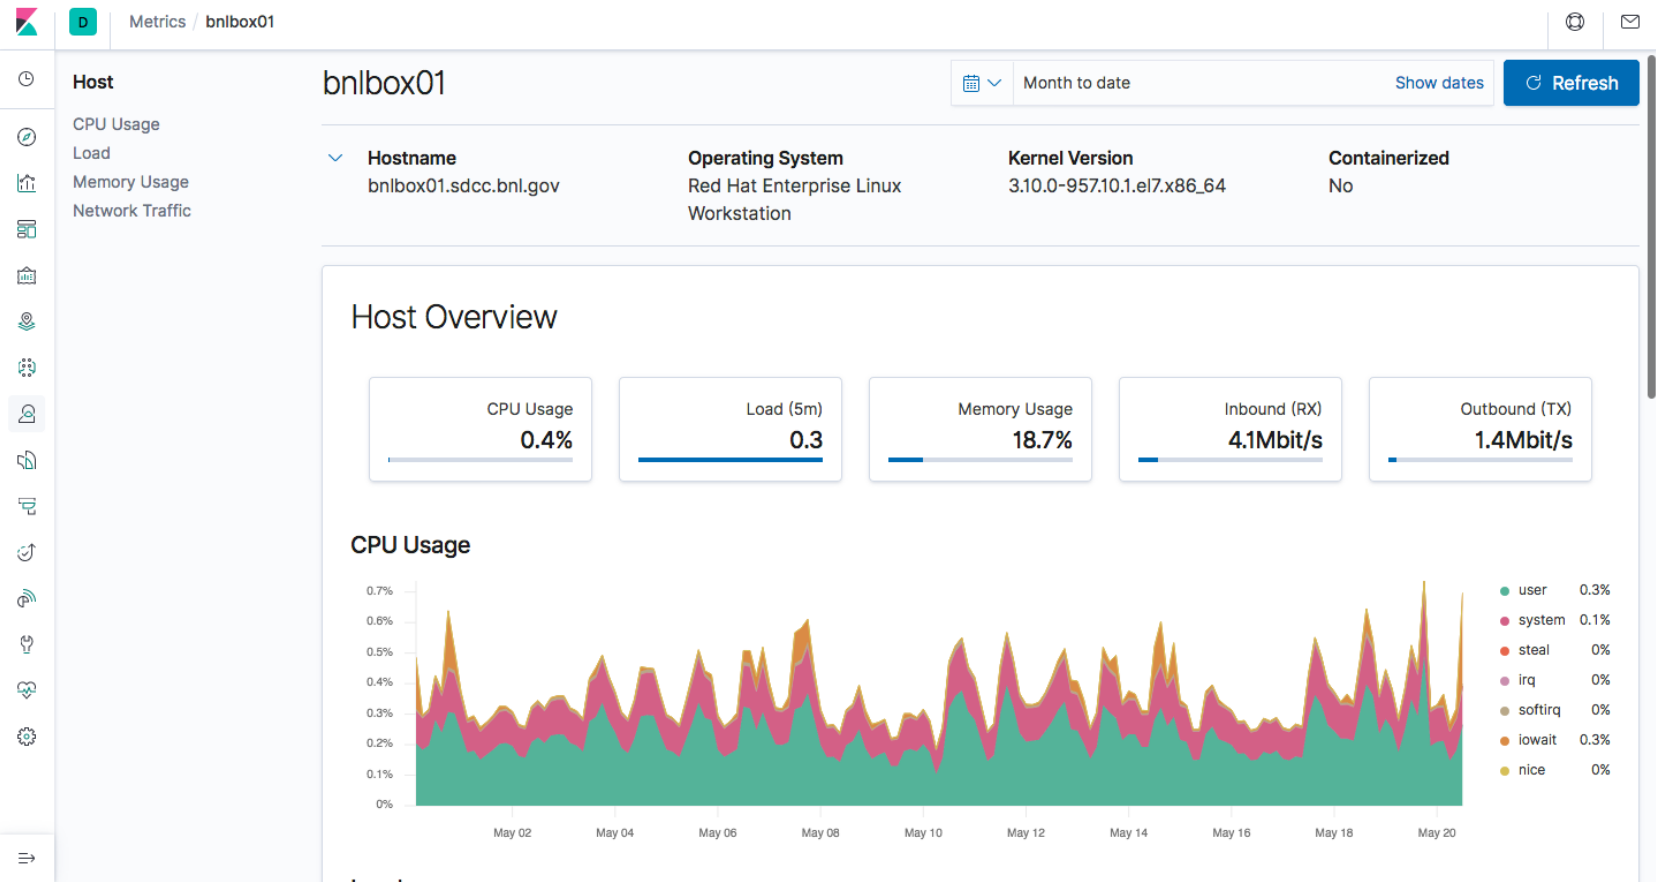 D
Metrics / bnlbox01
Host
CPU Usage
Load
Memory Usage
Network Traffic
bnlbox01
Month to date
Show dates
Refresh
Hostname
bnlbox01.sdcc.bnl.gov
Operating System
Red Hat Enterprise Linux
Workstation
Kernel Version
3.10.0-957.10.1.el7.x86_64
Containerized
No
Host Overview
CPU Usage
0.4%
Load (5m)
0.3
Memory Usage
18.7%
Inbound (RX)
4.1Mbit/s
Outbound (TX)
1.4Mbit/s
CPU Usage
0.7%
0.6%
0.5%
0.4%
0.3%
0.2%
0.1%
0%
May 02
May 04
May 06
May 08
May 10
May 12
May 14
May 16
May 18
May 20
user 0.3%
system 0.1%
steal 0%
irq 0%
softirq 0%
iowait 0.3%
nice 0%